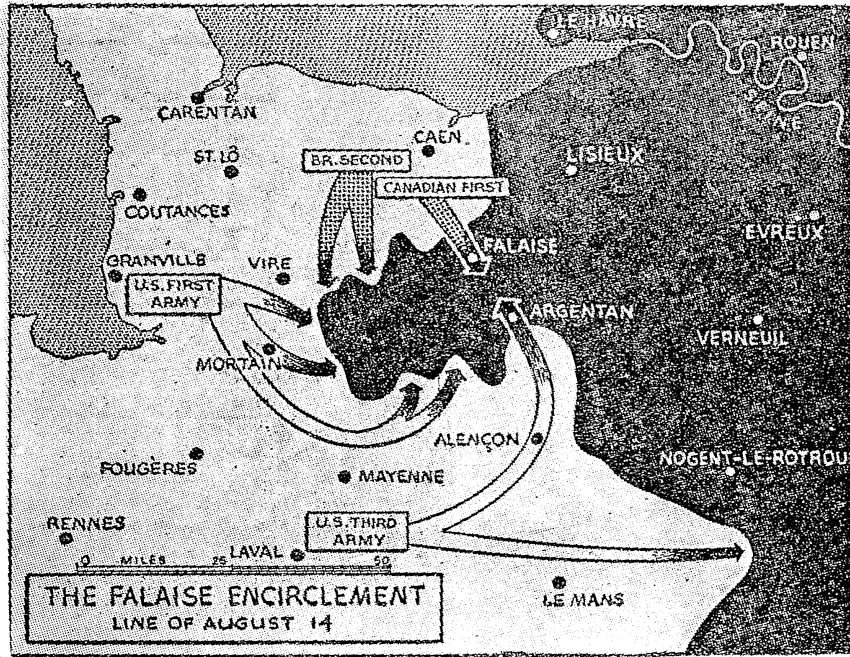 LE HAVRE
ROUEN
SEINE
CARENTAN
CAEN
ST. LÔ
BR. SECOND
LISIEUX
CANADIAN FIRST
COUTANCES
EVREUX
FALAISE
GRANVILLE
VIRE
U.S. FIRST
ARMY
ARGENTAN
VERNEUIL
MORTAIN
ALENÇON
FOUGÈRES
NOGENT-LE-ROTROU
MAYENNE
RENNES
U.S. THIRD
ARMY
LAVAL
0 MILES 25 50
LE MANS
THE FALAISE ENCIRCLEMENT
LINE OF AUGUST 14